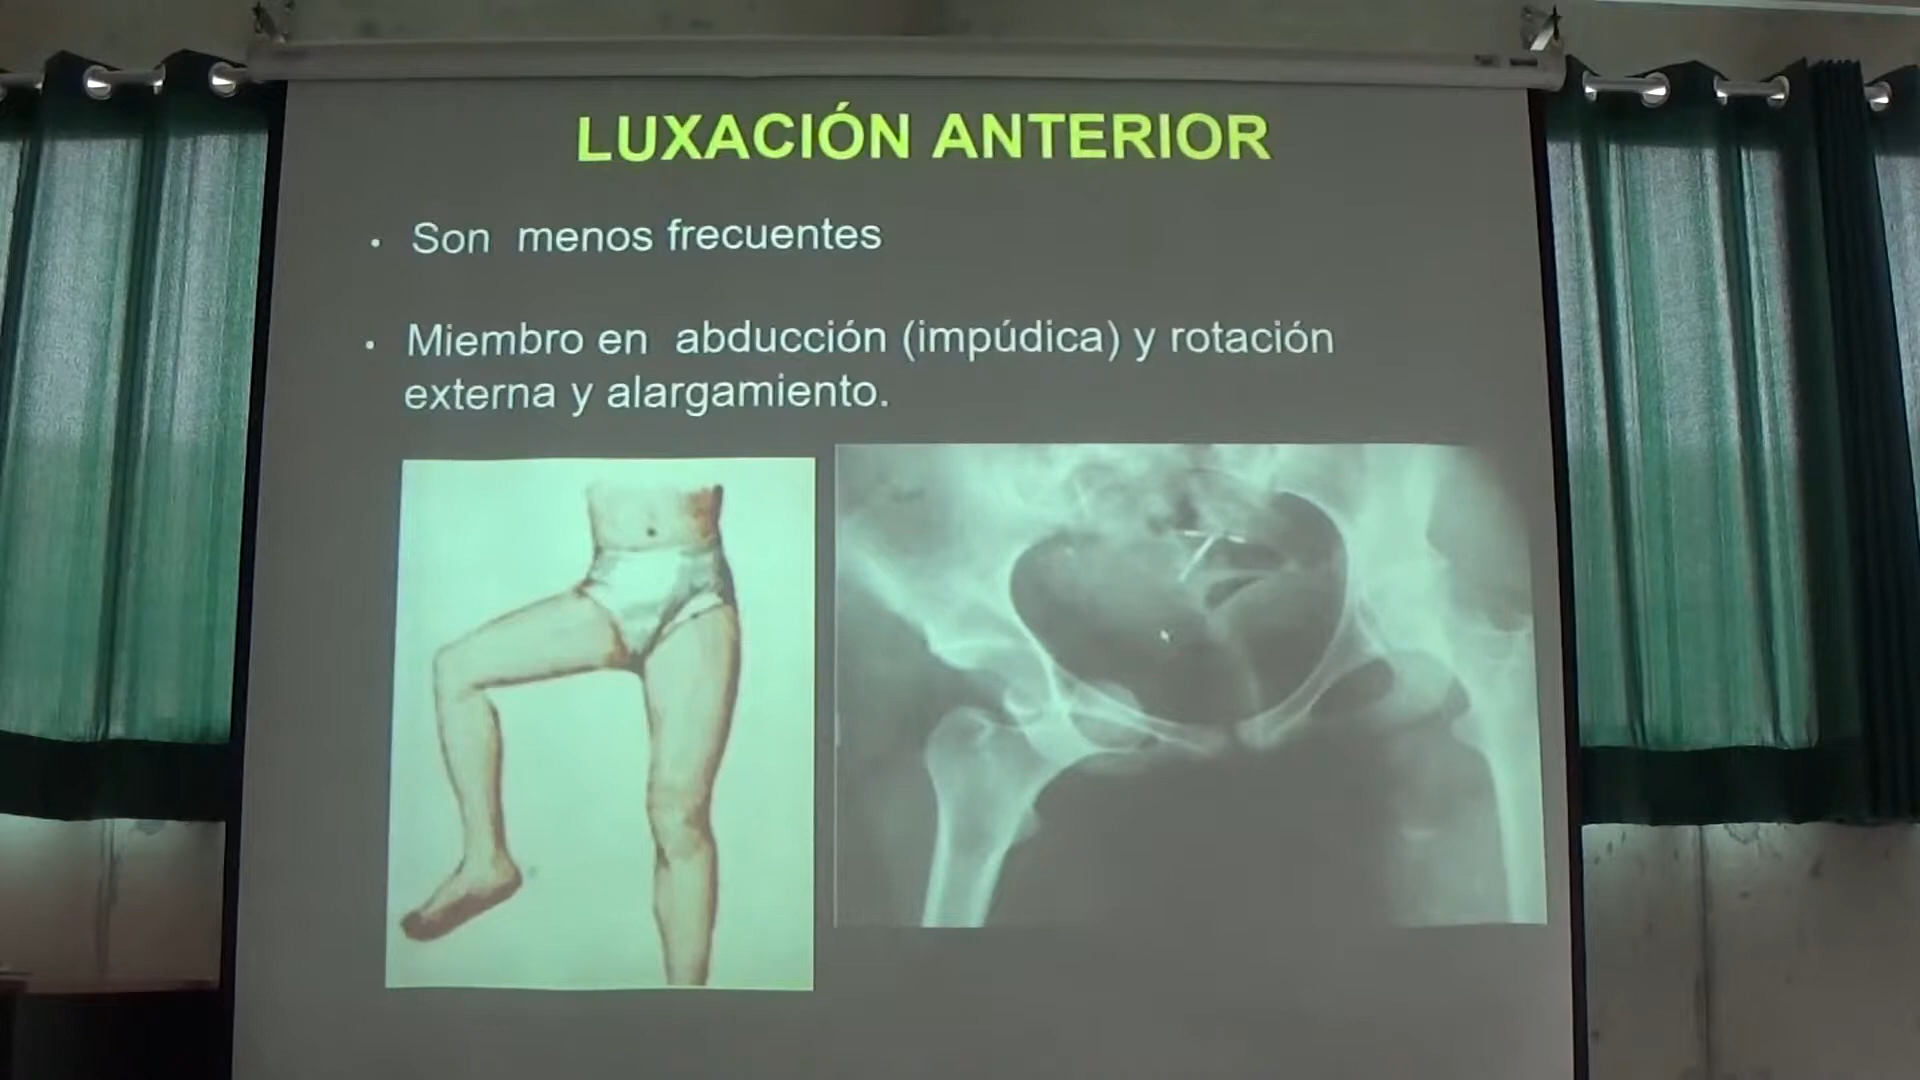 LUXACIÓN ANTERIOR
• Son menos frecuentes
• Miembro en abducción (impúdica) y rotación
externa y alargamiento.